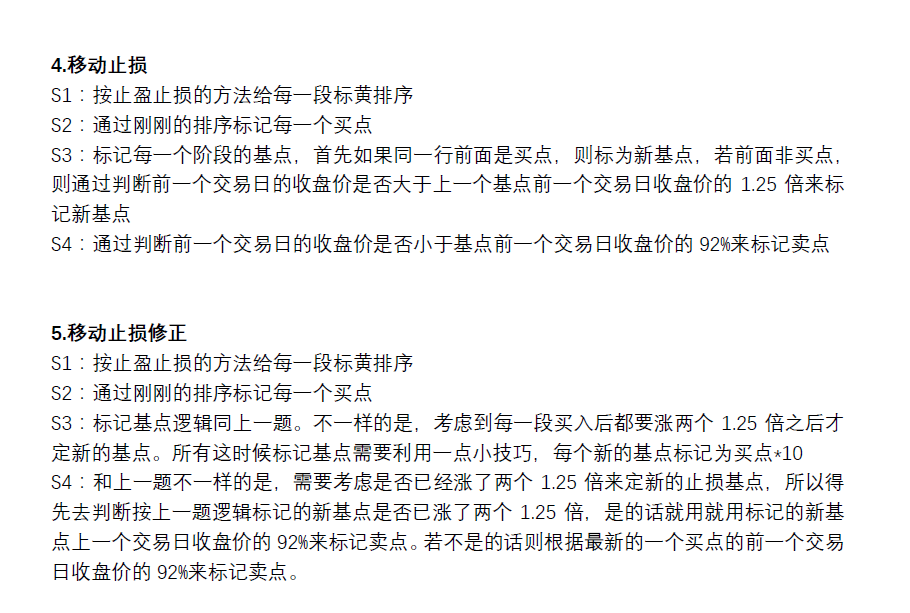 4.移动止损
S1：按止盈止损的方法给每一段标黄排序
S2：通过刚刚的排序标记每一个买点
S3：标记每一个阶段的基点，首先如果同一行前面是买点，则标为新基点，若前面非买点，
则通过判断前一个交易日的收盘价是否大于上一个基点前一个交易日收盘价的 1.25 倍来标
记新基点
S4：通过判断前一个交易日的收盘价是否小于基点前一个交易日收盘价的 92%来标记卖点
5.移动止损修正
S1：按止盈止损的方法给每一段标黄排序
S2：通过刚刚的排序标记每一个买点
S3：标记基点逻辑同上一题。不一样的是，考虑到每一段买入后都要涨两个 1.25 倍之后才
定新的基点。所有这时候标记基点需要利用一点小技巧，每个新的基点标记为买点*10
S4：和上一题不一样的是，需要考虑是否已经涨了两个 1.25 倍来定新的止损基点，所以得
先去判断按上一题逻辑标记的新基点是否已涨了两个 1.25 倍，是的话就用就用标记的新基
点上一个交易日收盘价的 92%来标记卖点。若不是的话则根据最新的一个买点的前一个交易
日收盘价的 92%来标记卖点。